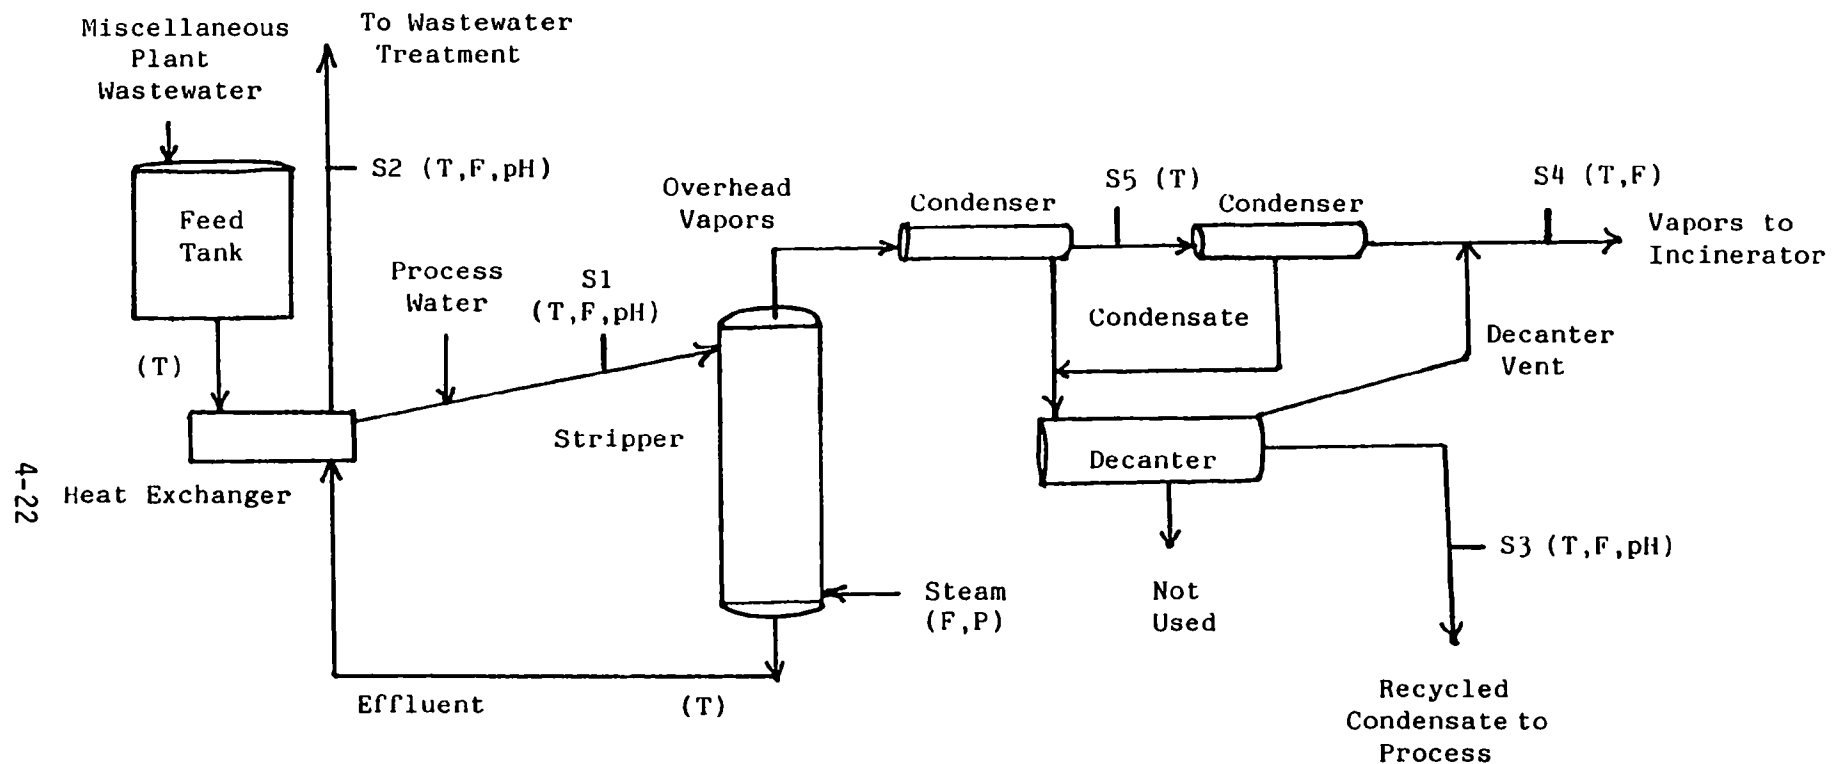 Miscellaneous
Plant
Wastewater
To Wastewater
Treatment
S2 (T,F,pH)
Feed
Tank
(T)
Process
Water
S1
(T,F,pH)
Overhead
Vapors
Condenser
S5 (T)
Condenser
S4 (T,F)
Vapors to
Incinerator
Condensate
Decanter
Vent
Stripper
Decanter
Heat Exchanger
4-22
S3 (T,F,pH)
Steam
(F,P)
Not
Used
Effluent
(T)
Recycled
Condensate to
Process